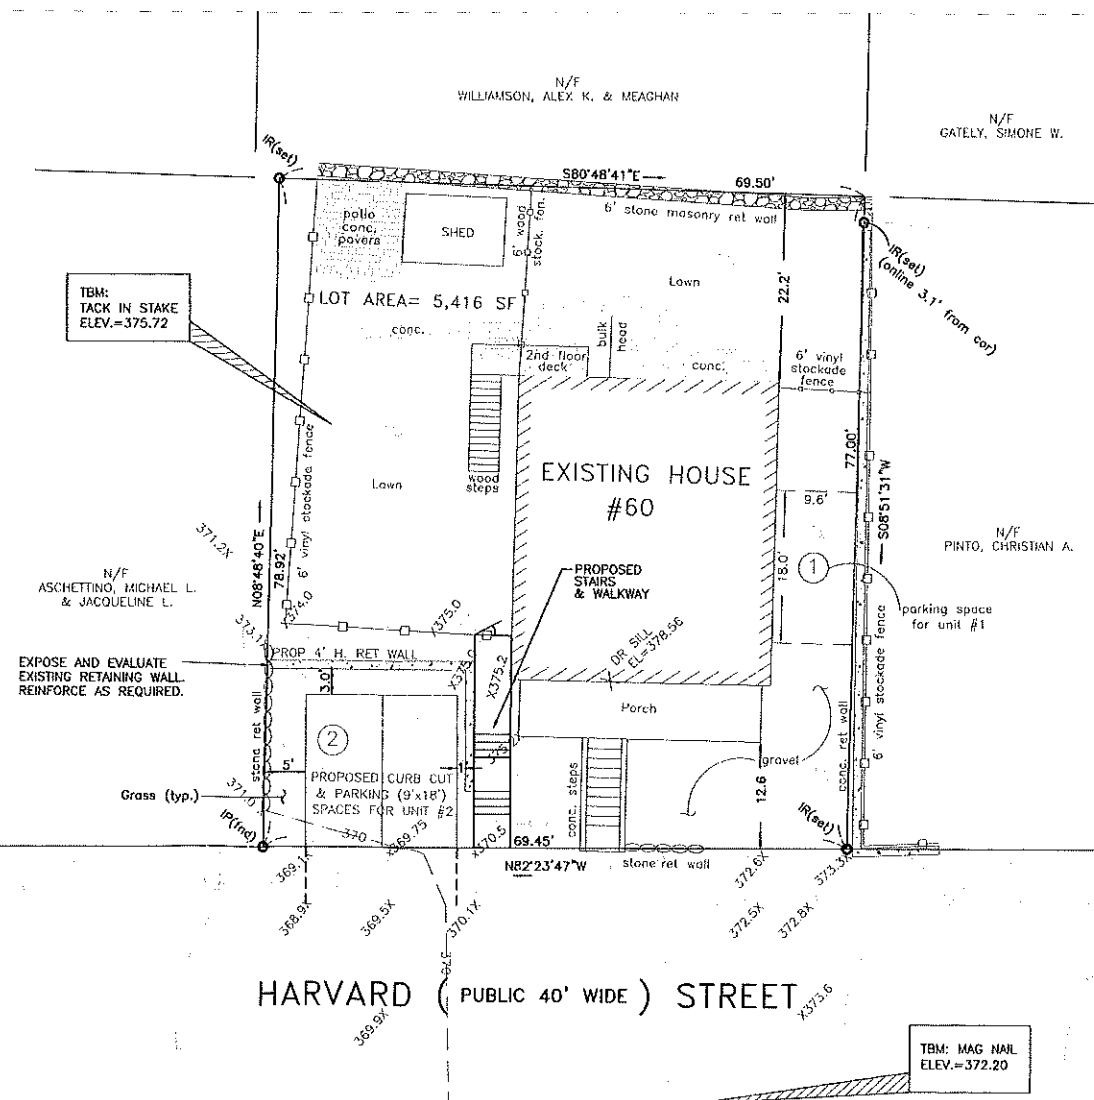 N/F
WILLIAMSON, ALEX K. & MEAGHAN
N/F
GATELY, SIMONE W.
IR(set)
S80°48'41"E
69.50'
6' stone masonry ret wall
patio
conc.
pavers
SHED
6' wood
stock. fen.
Lawn
22.2'
IR(set)
(online 3.1' from cor)
TBM:
TACK IN STAKE
ELEV.=375.72
LOT AREA= 5,416 SF
conc.
bulk
head
2nd floor
deck
conc.
6' vinyl
stockade
fence
77.00'
S08°51'31"W
6' vinyl stockade fence
Lawn
wood
steps
EXISTING HOUSE
#60
9.6'
18.0'
1
N/F
PINTO, CHRISTIAN A.
371.2X
N08°48'40"E
78.92'
N/F
ASCHETTINO, MICHAEL L.
& JACQUELINE L.
PROPOSED
STAIRS
& WALKWAY
parking space
for unit #1
X374.0
X375.0
373.1X
DR SILL
EL=378.56
EXPOSE AND EVALUATE
EXISTING RETAINING WALL.
REINFORCE AS REQUIRED.
PROP 4' H. RET WALL
X375.0
X375.2
3.0'
stone ret wall
Porch
conc. ret wall
6' vinyl stockade fence
2
375
gravel
5'
1'
PROPOSED CURB CUT
& PARKING (9'x18')
SPACES FOR UNIT #2
Grass (typ.)
371.0
conc. steps
12.6
IP(fnd)
370
X369.75
X370.5
69.45'
IR(set)
369.1X
N82°23'47"W
stone ret wall
372.6X
373.3X
368.9X
369.5X
370.1X
372.5X
372.8X
370
HARVARD ( PUBLIC 40' WIDE ) STREET
369.9X
X373.6
TBM: MAG NAIL
ELEV.=372.20